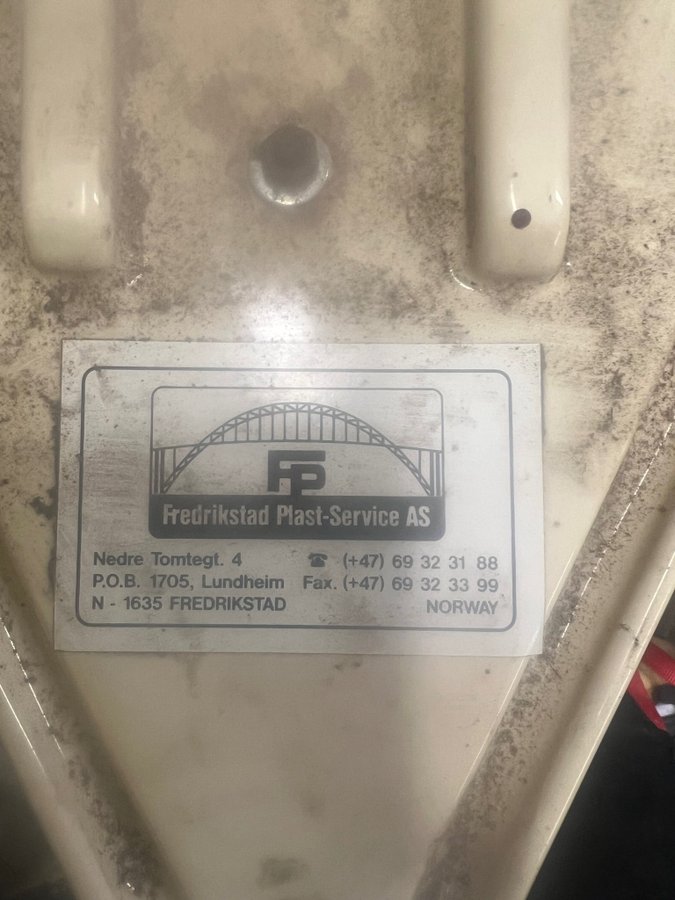 FP
Fredrikstad Plast-Service AS
Nedre Tomtegt. 4 ☎ (+47) 69 32 31 88
P.O.B. 1705, Lundheim Fax. (+47) 69 32 33 99
N - 1635 FREDRIKSTAD NORWAY